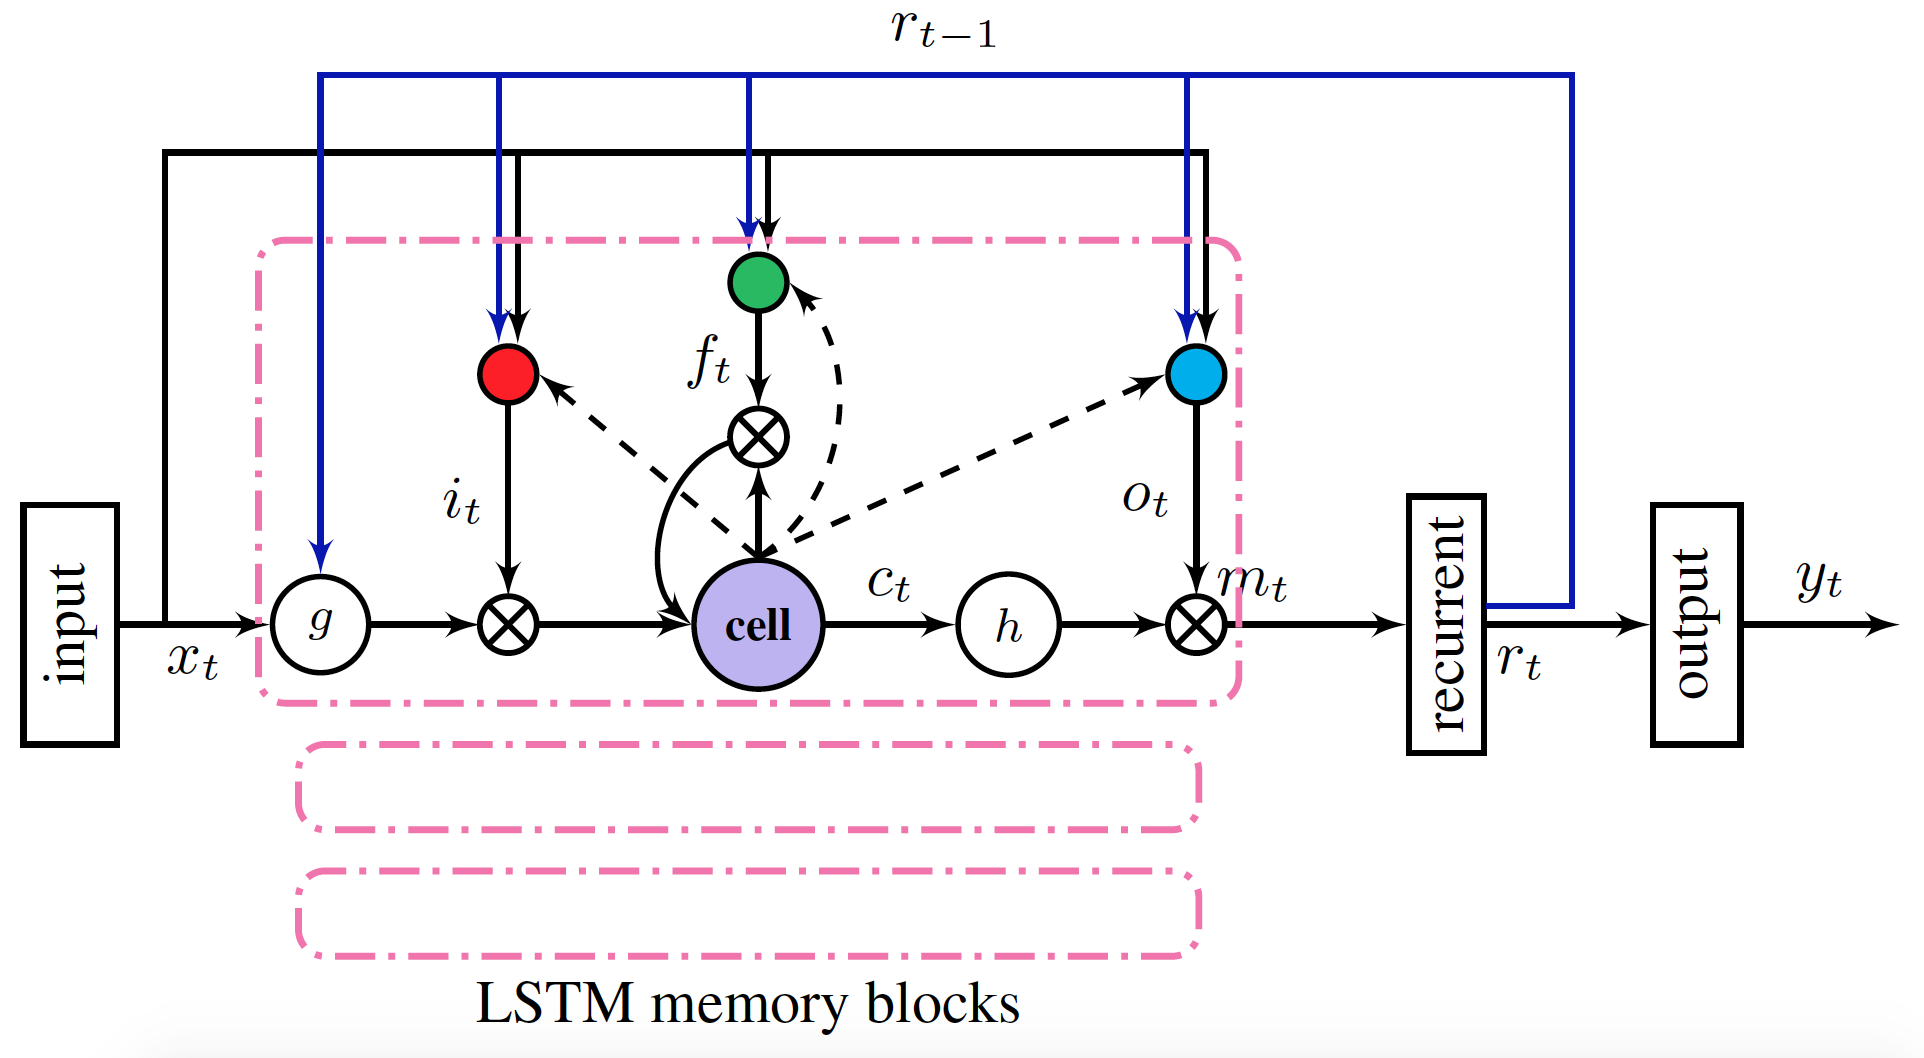 r_{t-1}
f_t
i_t
o_t
input
x_t
g
cell
c_t
h
m_t
recurrent
r_t
output
y_t
LSTM memory blocks